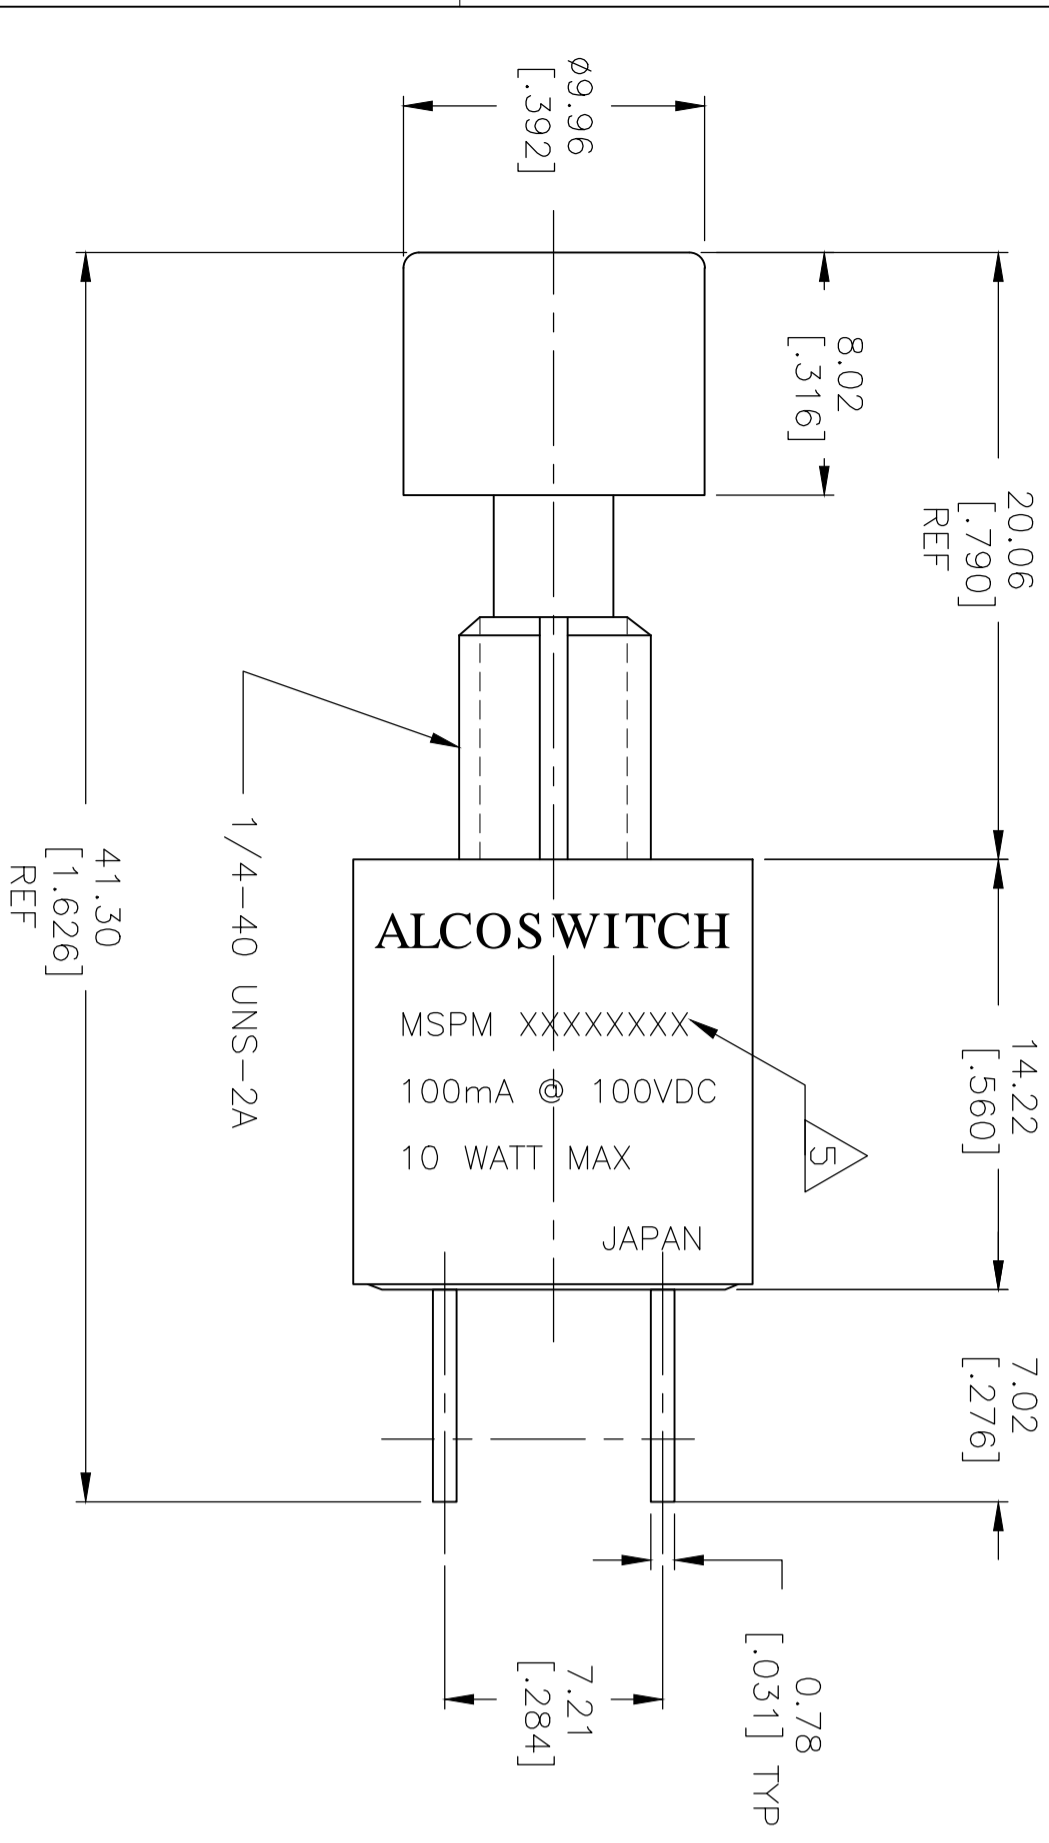 ø9.96
[.392]
8.02
[.316]
20.06
[.790]
REF
1/4-40 UNS-2A
41.30
[1.626]
REF
ALCOSWITCH
MSPM XXXXXXXX
100mA @ 100VDC
10 WATT MAX
JAPAN
5
14.22
[.560]
7.02
[.276]
0.78
[.031] TYP
7.21
[.284]